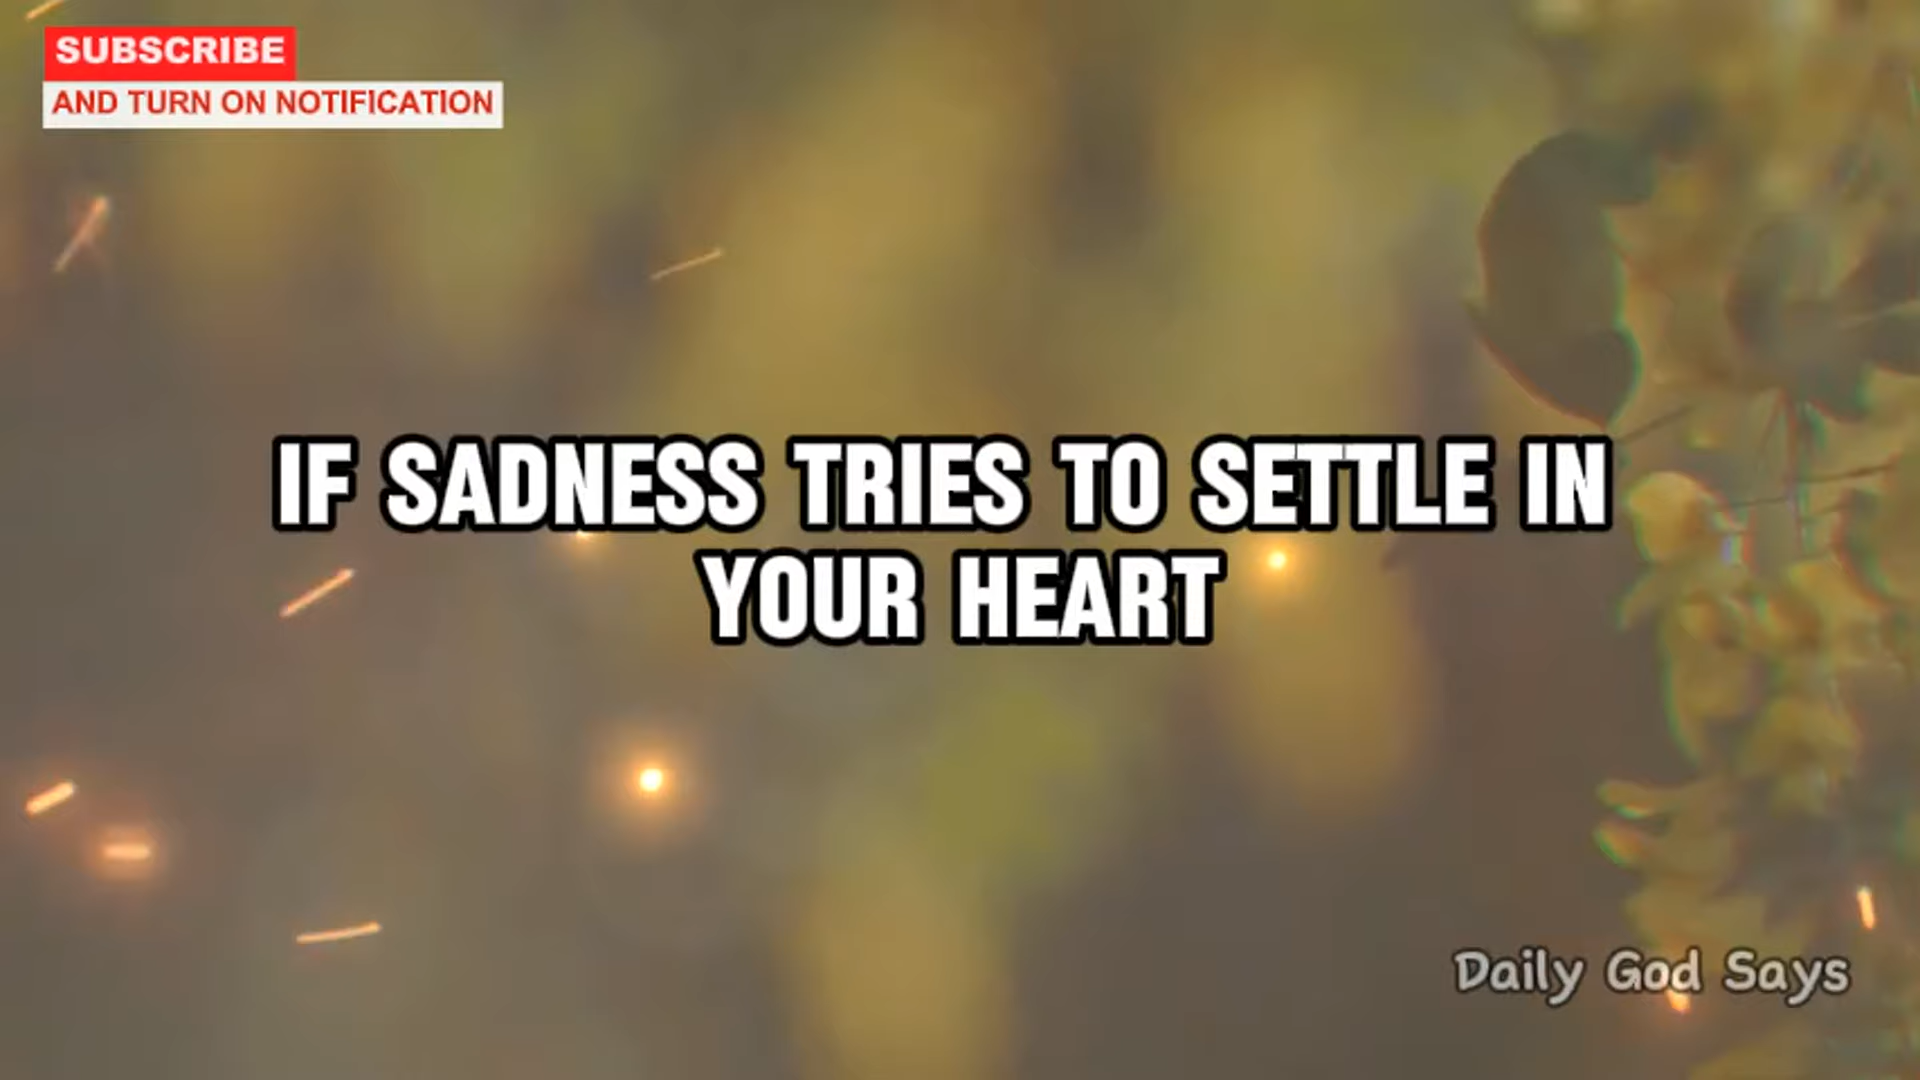 SUBSCRIBE
AND TURN ON NOTIFICATION
IF SADNESS TRIES TO SETTLE IN
YOUR HEART
Daily God Says